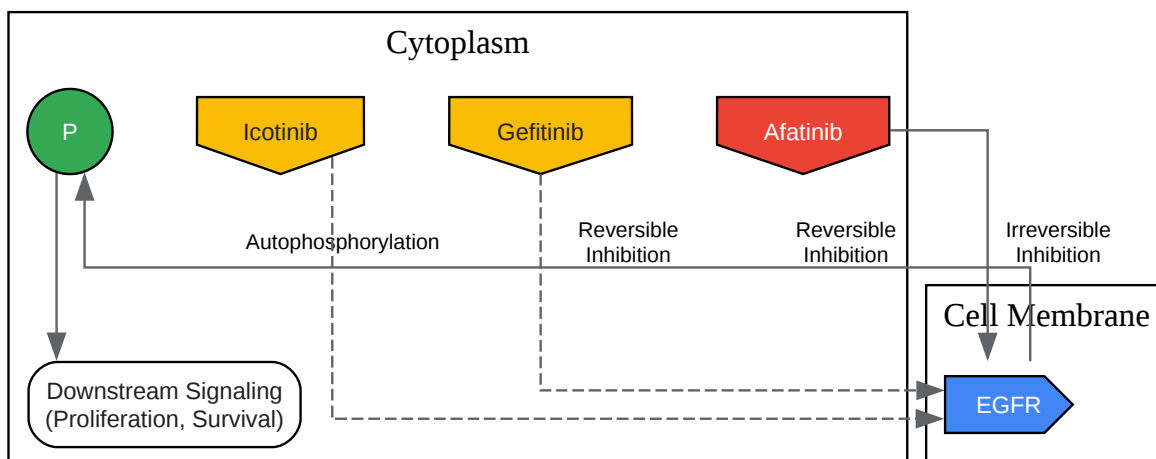 Cytoplasm
P
Icotinib
Gefitinib
Afatinib
Autophosphorylation
Reversible
Inhibition
Reversible
Inhibition
Irreversible
Inhibition
Cell Membrane
Downstream Signaling
(Proliferation, Survival)
EGFR